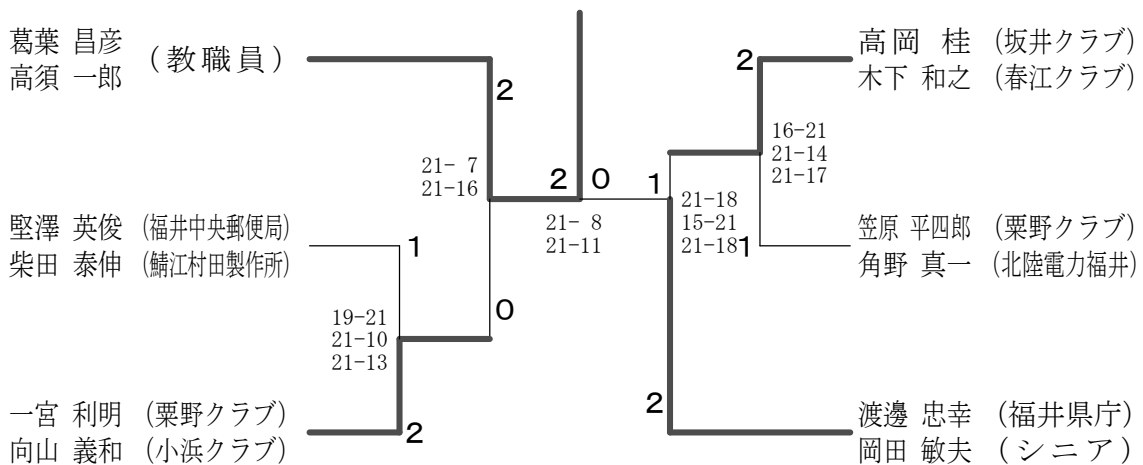 葛葉 昌彦
高須 一郎
（教職員）
2
21- 7
21-16
堅澤 英俊 （福井中央郵便局）
柴田 泰伸 （鯖江村田製作所）
1
19-21
21-10
21-13
0
一宮 利明 （粟野クラブ）
向山 義和 （小浜クラブ）
2
2 0
21- 8
21-11
高岡 桂 （坂井クラブ）
木下 和之 （春江クラブ）
2
16-21
21-14
21-17
1
21-18
15-21
21-18
笠原 平四郎 （粟野クラブ）
角野 真一 （北陸電力福井）
1
2
渡邊 忠幸 （福井県庁）
岡田 敏夫 （シニア）